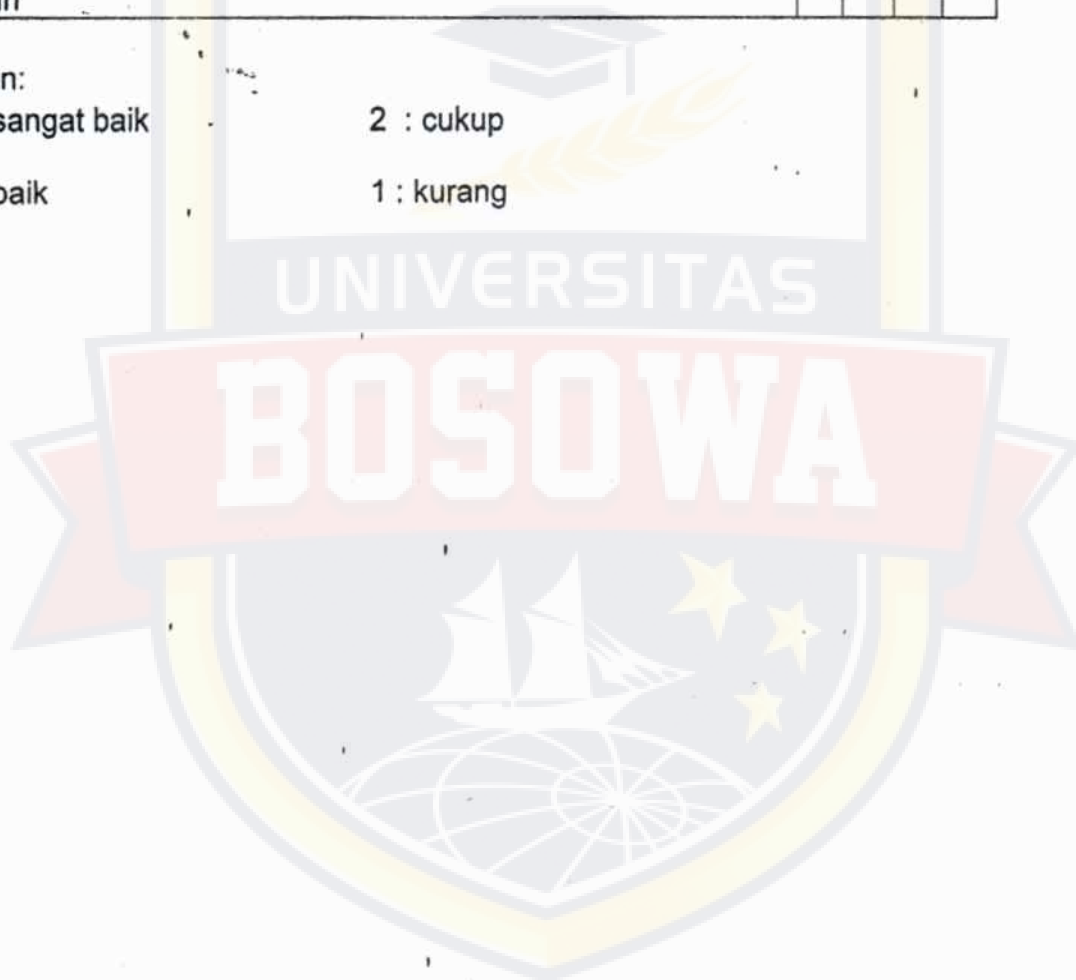 n:
sangat baik 2 : cukup
baik 1 : kurang
UNIVERSITAS
BOSOWA